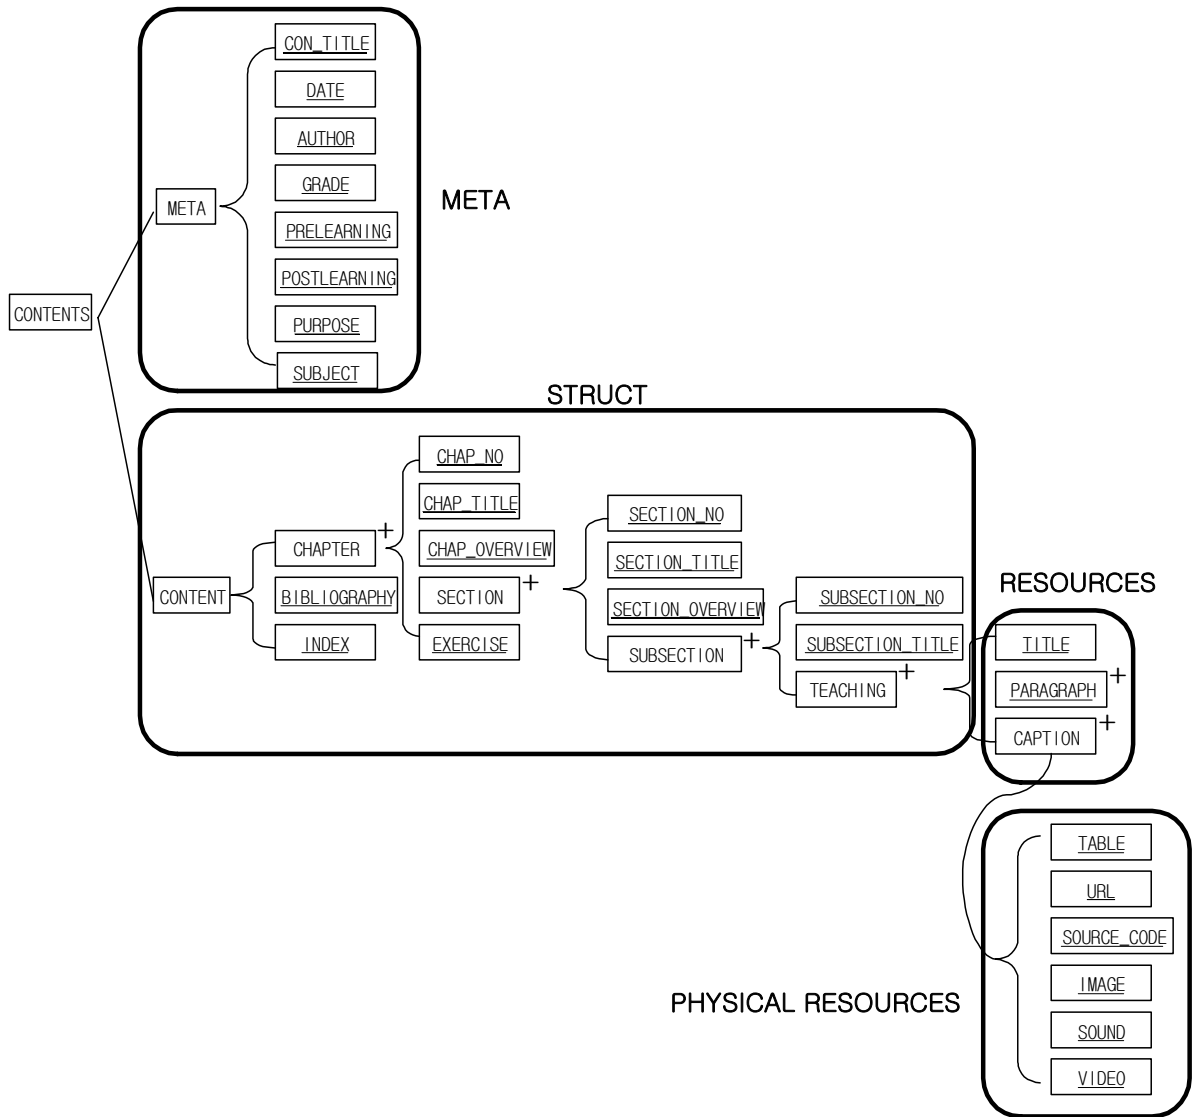 CON_TITLE
DATE
AUTHOR
GRADE
META
META
PRELEARNING
POSTLEARNING
CONTENTS
PURPOSE
SUBJECT
STRUCT
CHAP_NO
CHAP_TITLE
SECTION_NO
CHAPTER +
CHAP_OVERVIEW
SECTION_TITLE
RESOURCES
CONTENT
BIBLIOGRAPHY
SECTION +
SECTION_OVERVIEW
SUBSECTION_NO
INDEX
EXERCISE
SUBSECTION +
SUBSECTION_TITLE
TITLE
TEACHING +
PARAGRAPH +
CAPTION +
TABLE
URL
SOURCE_CODE
IMAGE
PHYSICAL RESOURCES
SOUND
VIDEO